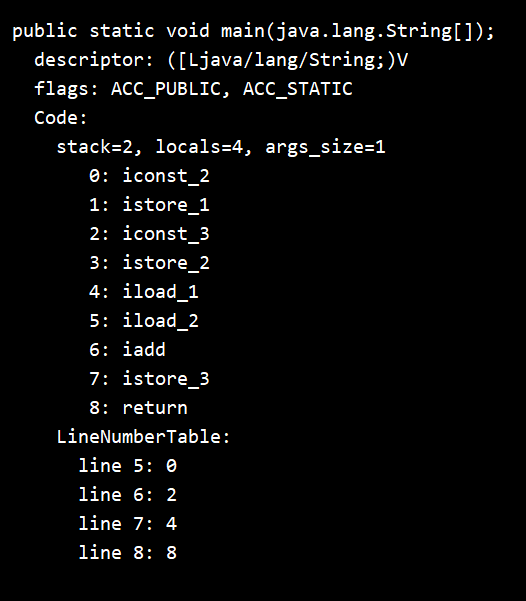 public static void main(java.lang.String[]);
descriptor: ([Ljava/lang/String;)V
flags: ACC_PUBLIC, ACC_STATIC
Code:
stack=2, locals=4, args_size=1
0: iconst_2
1: istore_1
2: iconst_3
3: istore_2
4: iload_1
5: iload_2
6: iadd
7: istore_3
8: return
LineNumberTable:
line 5: 0
line 6: 2
line 7: 4
line 8: 8